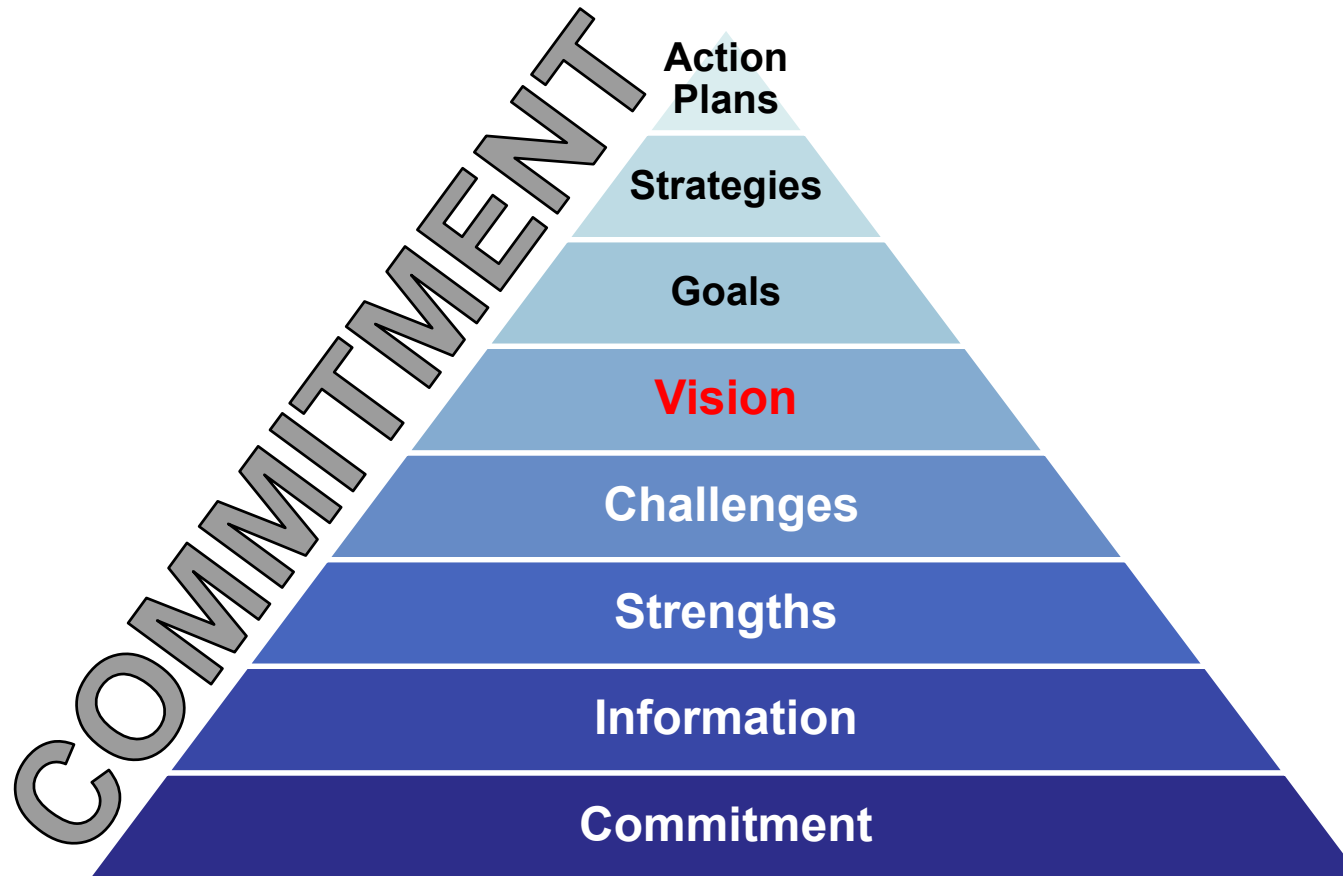 COMMITMENT
Action
Plans
Strategies
Goals
Vision
Challenges
Strengths
Information
Commitment